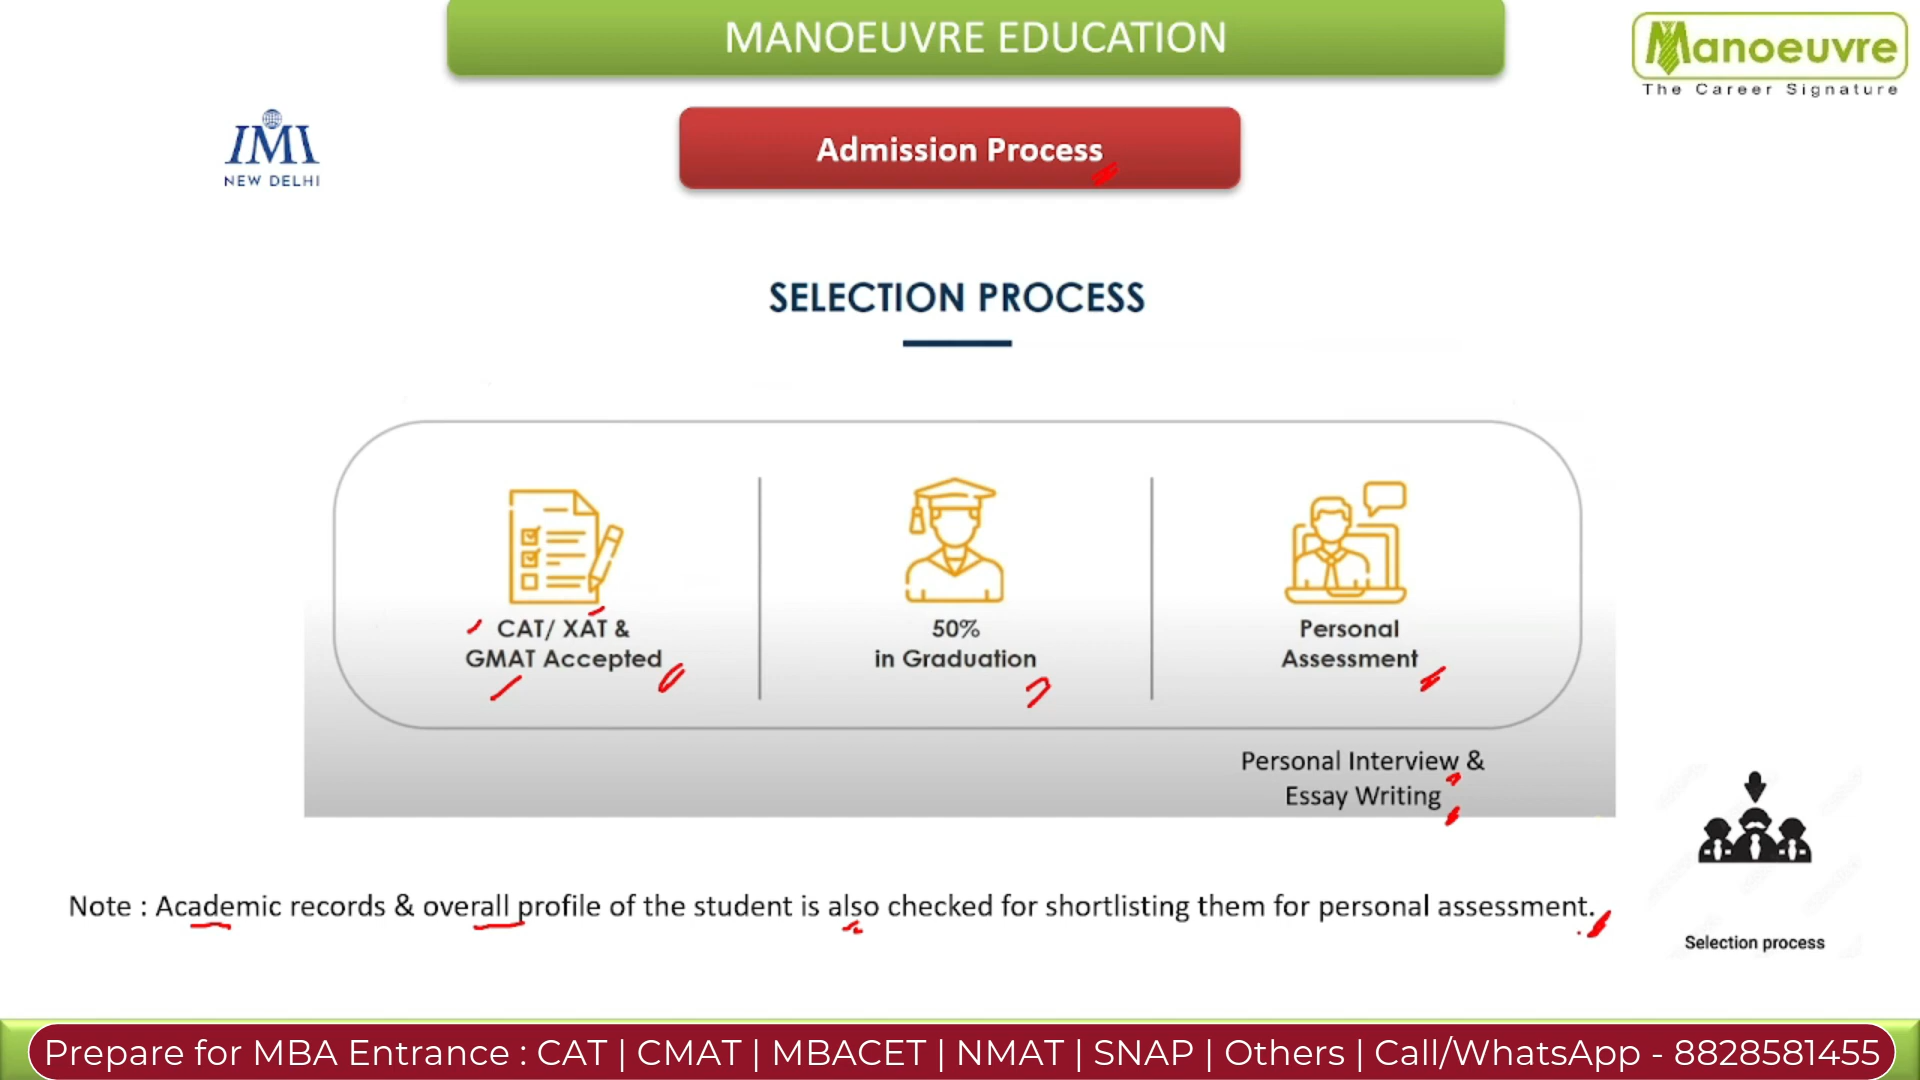 MANOEUVRE EDUCATION
Manoeuvre
The Career Signature
IMI
NEW DELHI
Admission Process
SELECTION PROCESS
CAT/ XAT &
GMAT Accepted
50%
in Graduation
Personal
Assessment
Personal Interview &
Essay Writing
Note : Academic records & overall profile of the student is also checked for shortlisting them for personal assessment.
Selection process
Prepare for MBA Entrance : CAT | CMAT | MBACET | NMAT | SNAP | Others | Call/WhatsApp - 8828581455